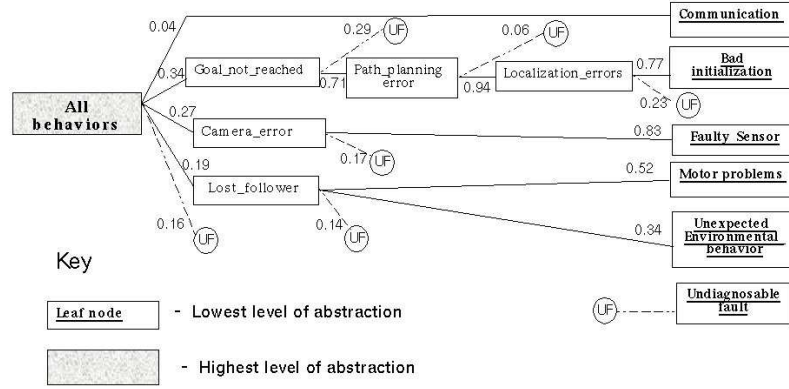 Communication
0.04
0.29
UF
0.06
UF
0.34
Goal_not_reached
0.71
Path_planning
error
0.94
Localization_errors
0.77
Bad
initialization
0.23
UF
All
behaviors
0.27
Camera_error
0.83
Faulty Sensor
0.17
UF
0.19
Lost_follower
0.52
Motor problems
0.16
UF
0.14
UF
0.34
Unexpected
Environmental
behavior
Key
Leaf node
- Lowest level of abstraction
UF
Undiagnosable
fault
- Highest level of abstraction